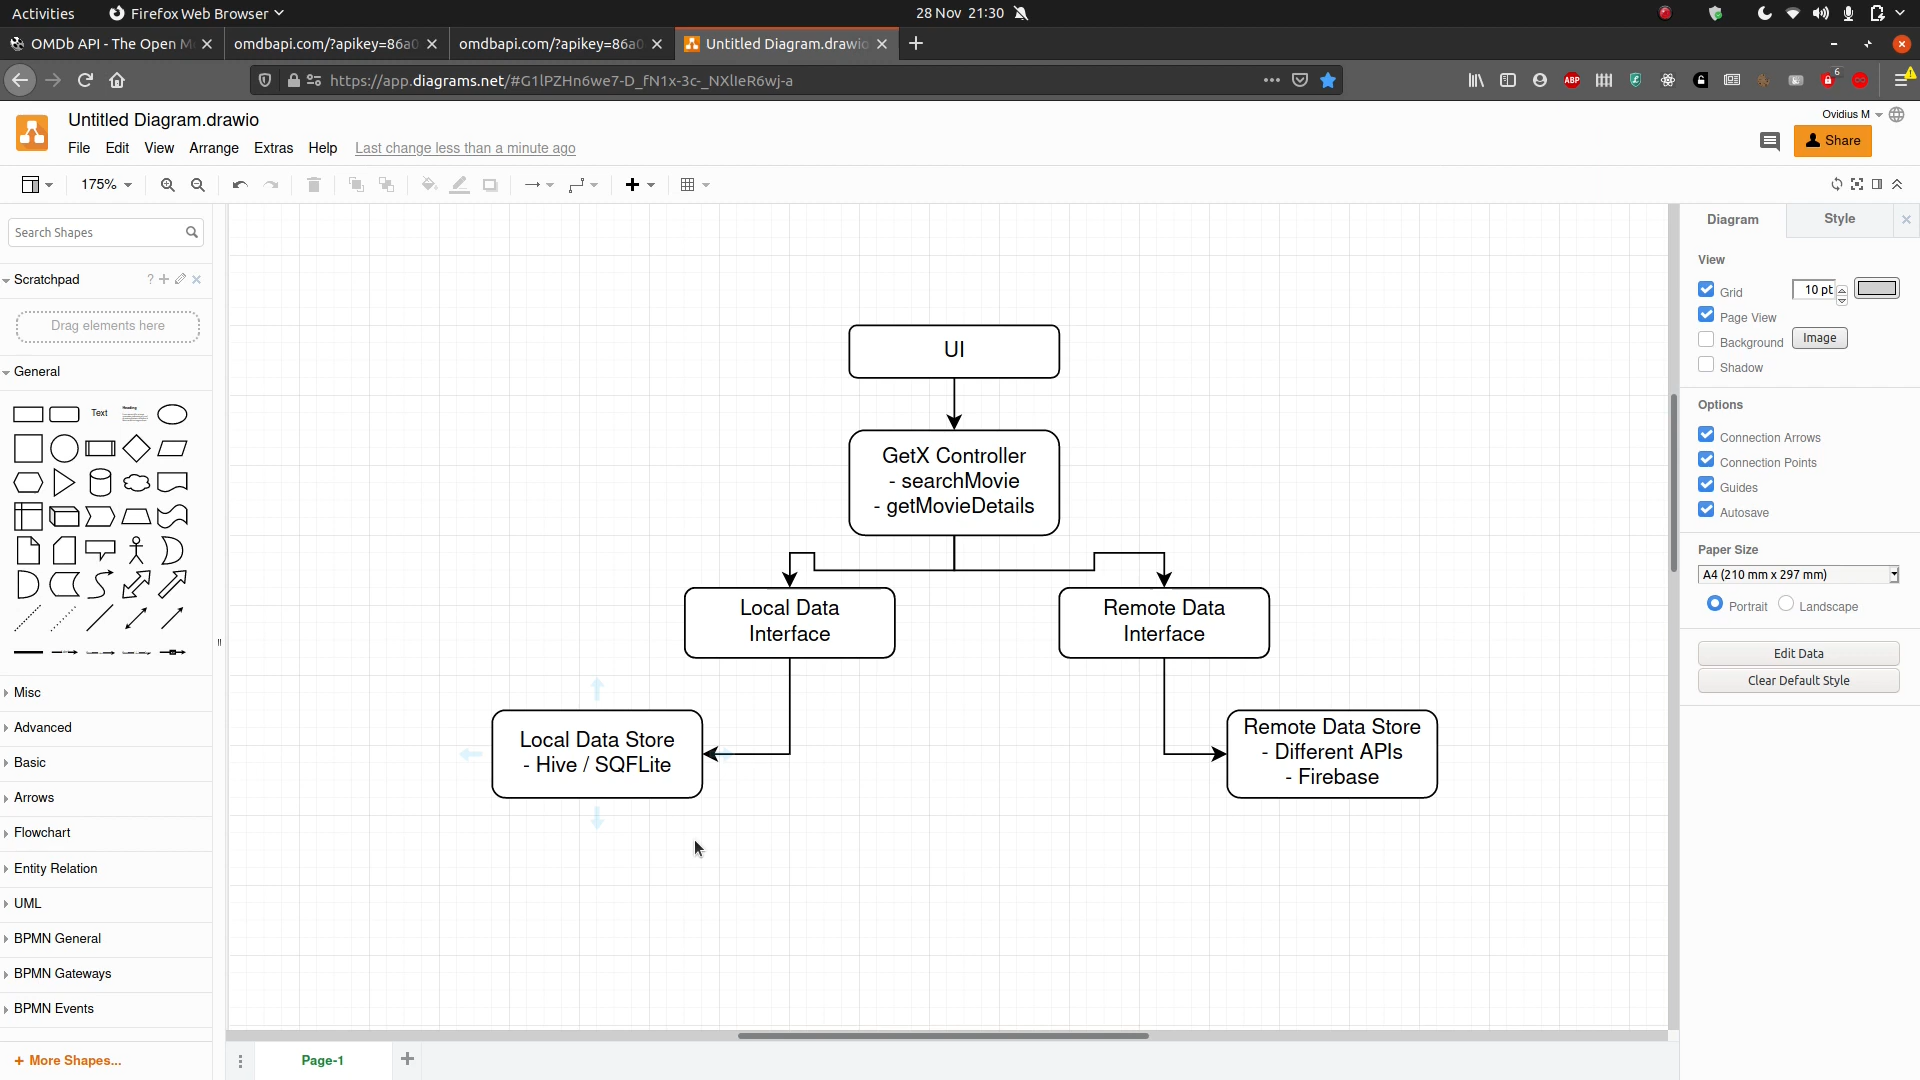 Activities
Firefox Web Browser
28 Nov 21:30
OMDb API - The Open M
omdbapi.com/?apikey=86a0
omdbapi.com/?apikey=86a0
Untitled Diagram.drawio
https://app.diagrams.net/#G1lPZHn6we7-D_fN1x-3c-_NXlIeR6wj-a
ABP
6
Untitled Diagram.drawio
Ovidius M
File
Edit
View
Arrange
Extras
Help
Last change less than a minute ago
Share
175%
Search Shapes
Scratchpad
?
Drag elements here
General
Text
Heading
Misc
Advanced
Basic
Arrows
Flowchart
Entity Relation
UML
BPMN General
BPMN Gateways
BPMN Events
+ More Shapes...
UI
GetX Controller
- searchMovie
- getMovieDetails
Local Data
Interface
Remote Data
Interface
Local Data Store
- Hive / SQFLite
Remote Data Store
- Different APIs
- Firebase
Page-1
Diagram
Style
View
Grid
10 pt
Page View
Background
Image
Shadow
Options
Connection Arrows
Connection Points
Guides
Autosave
Paper Size
A4 (210 mm x 297 mm)
Portrait
Landscape
Edit Data
Clear Default Style